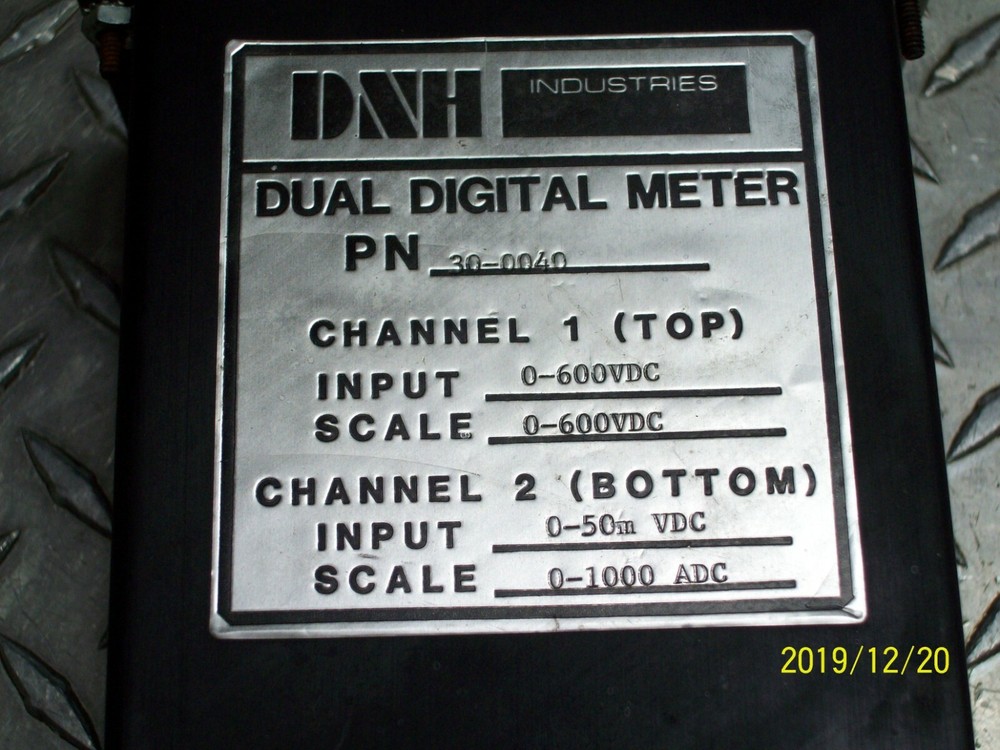 DNH INDUSTRIES
DUAL DIGITAL METER
PN 30-0040
CHANNEL 1 (TOP)
INPUT 0-600VDC
SCALE 0-600VDC
CHANNEL 2 (BOTTOM)
INPUT 0-50m VDC
SCALE 0-1000 ADC
2019/12/20